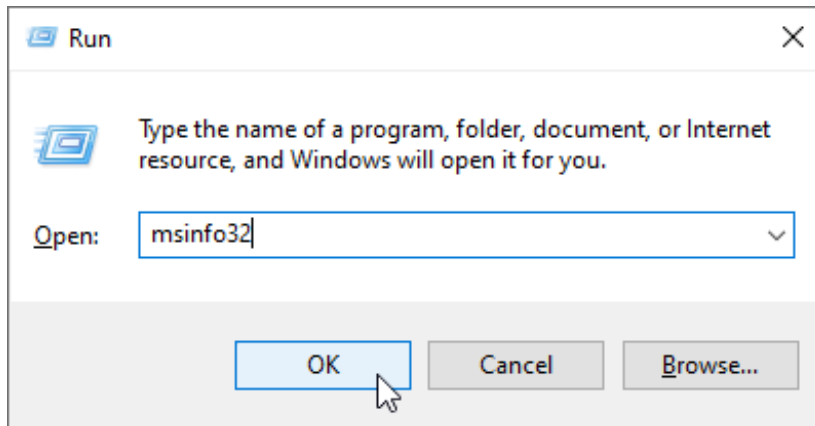 Run
Type the name of a program, folder, document, or Internet
resource, and Windows will open it for you.
Open: msinfo32
OK Cancel Browse...